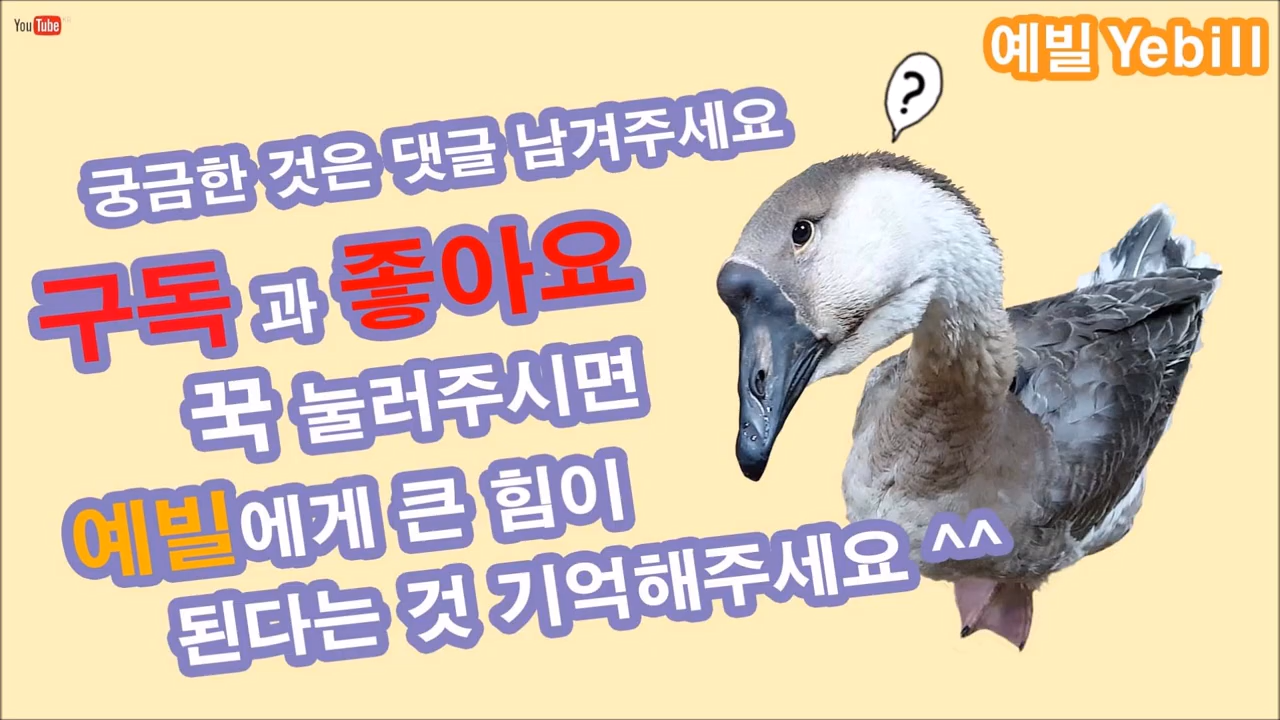 YouTube
예빌 Yebill
?
궁금한 것은 댓글 남겨주세요
구독 과 좋아요
꾹 눌러주시면
예빌에게 큰 힘이
된다는 것 기억해주세요 ^^